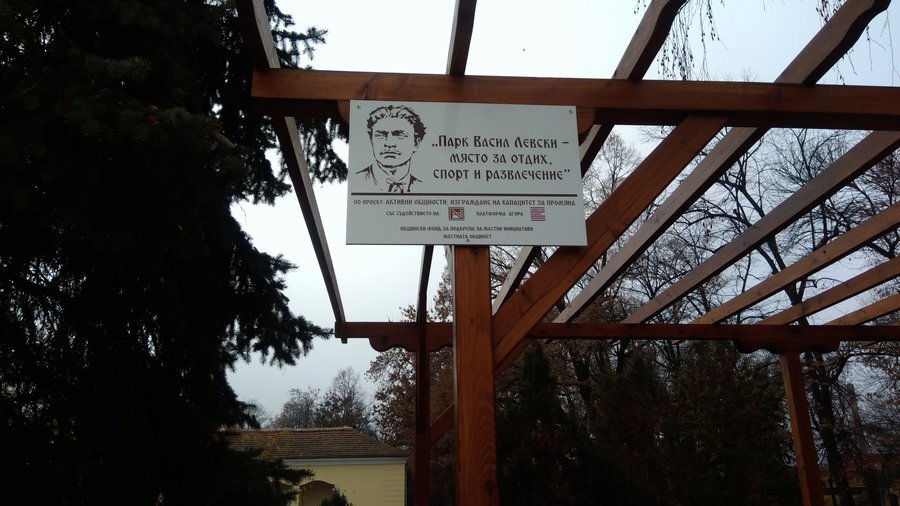 „Парк Васил Левски –
място за отдих,
спорт и развлечение"
по проект: Активни общности: изграждане на капацитет за промяна
със съдействието на: Платформа Агора
Общински фонд за подкрепа за местни инициативи
Местната общност